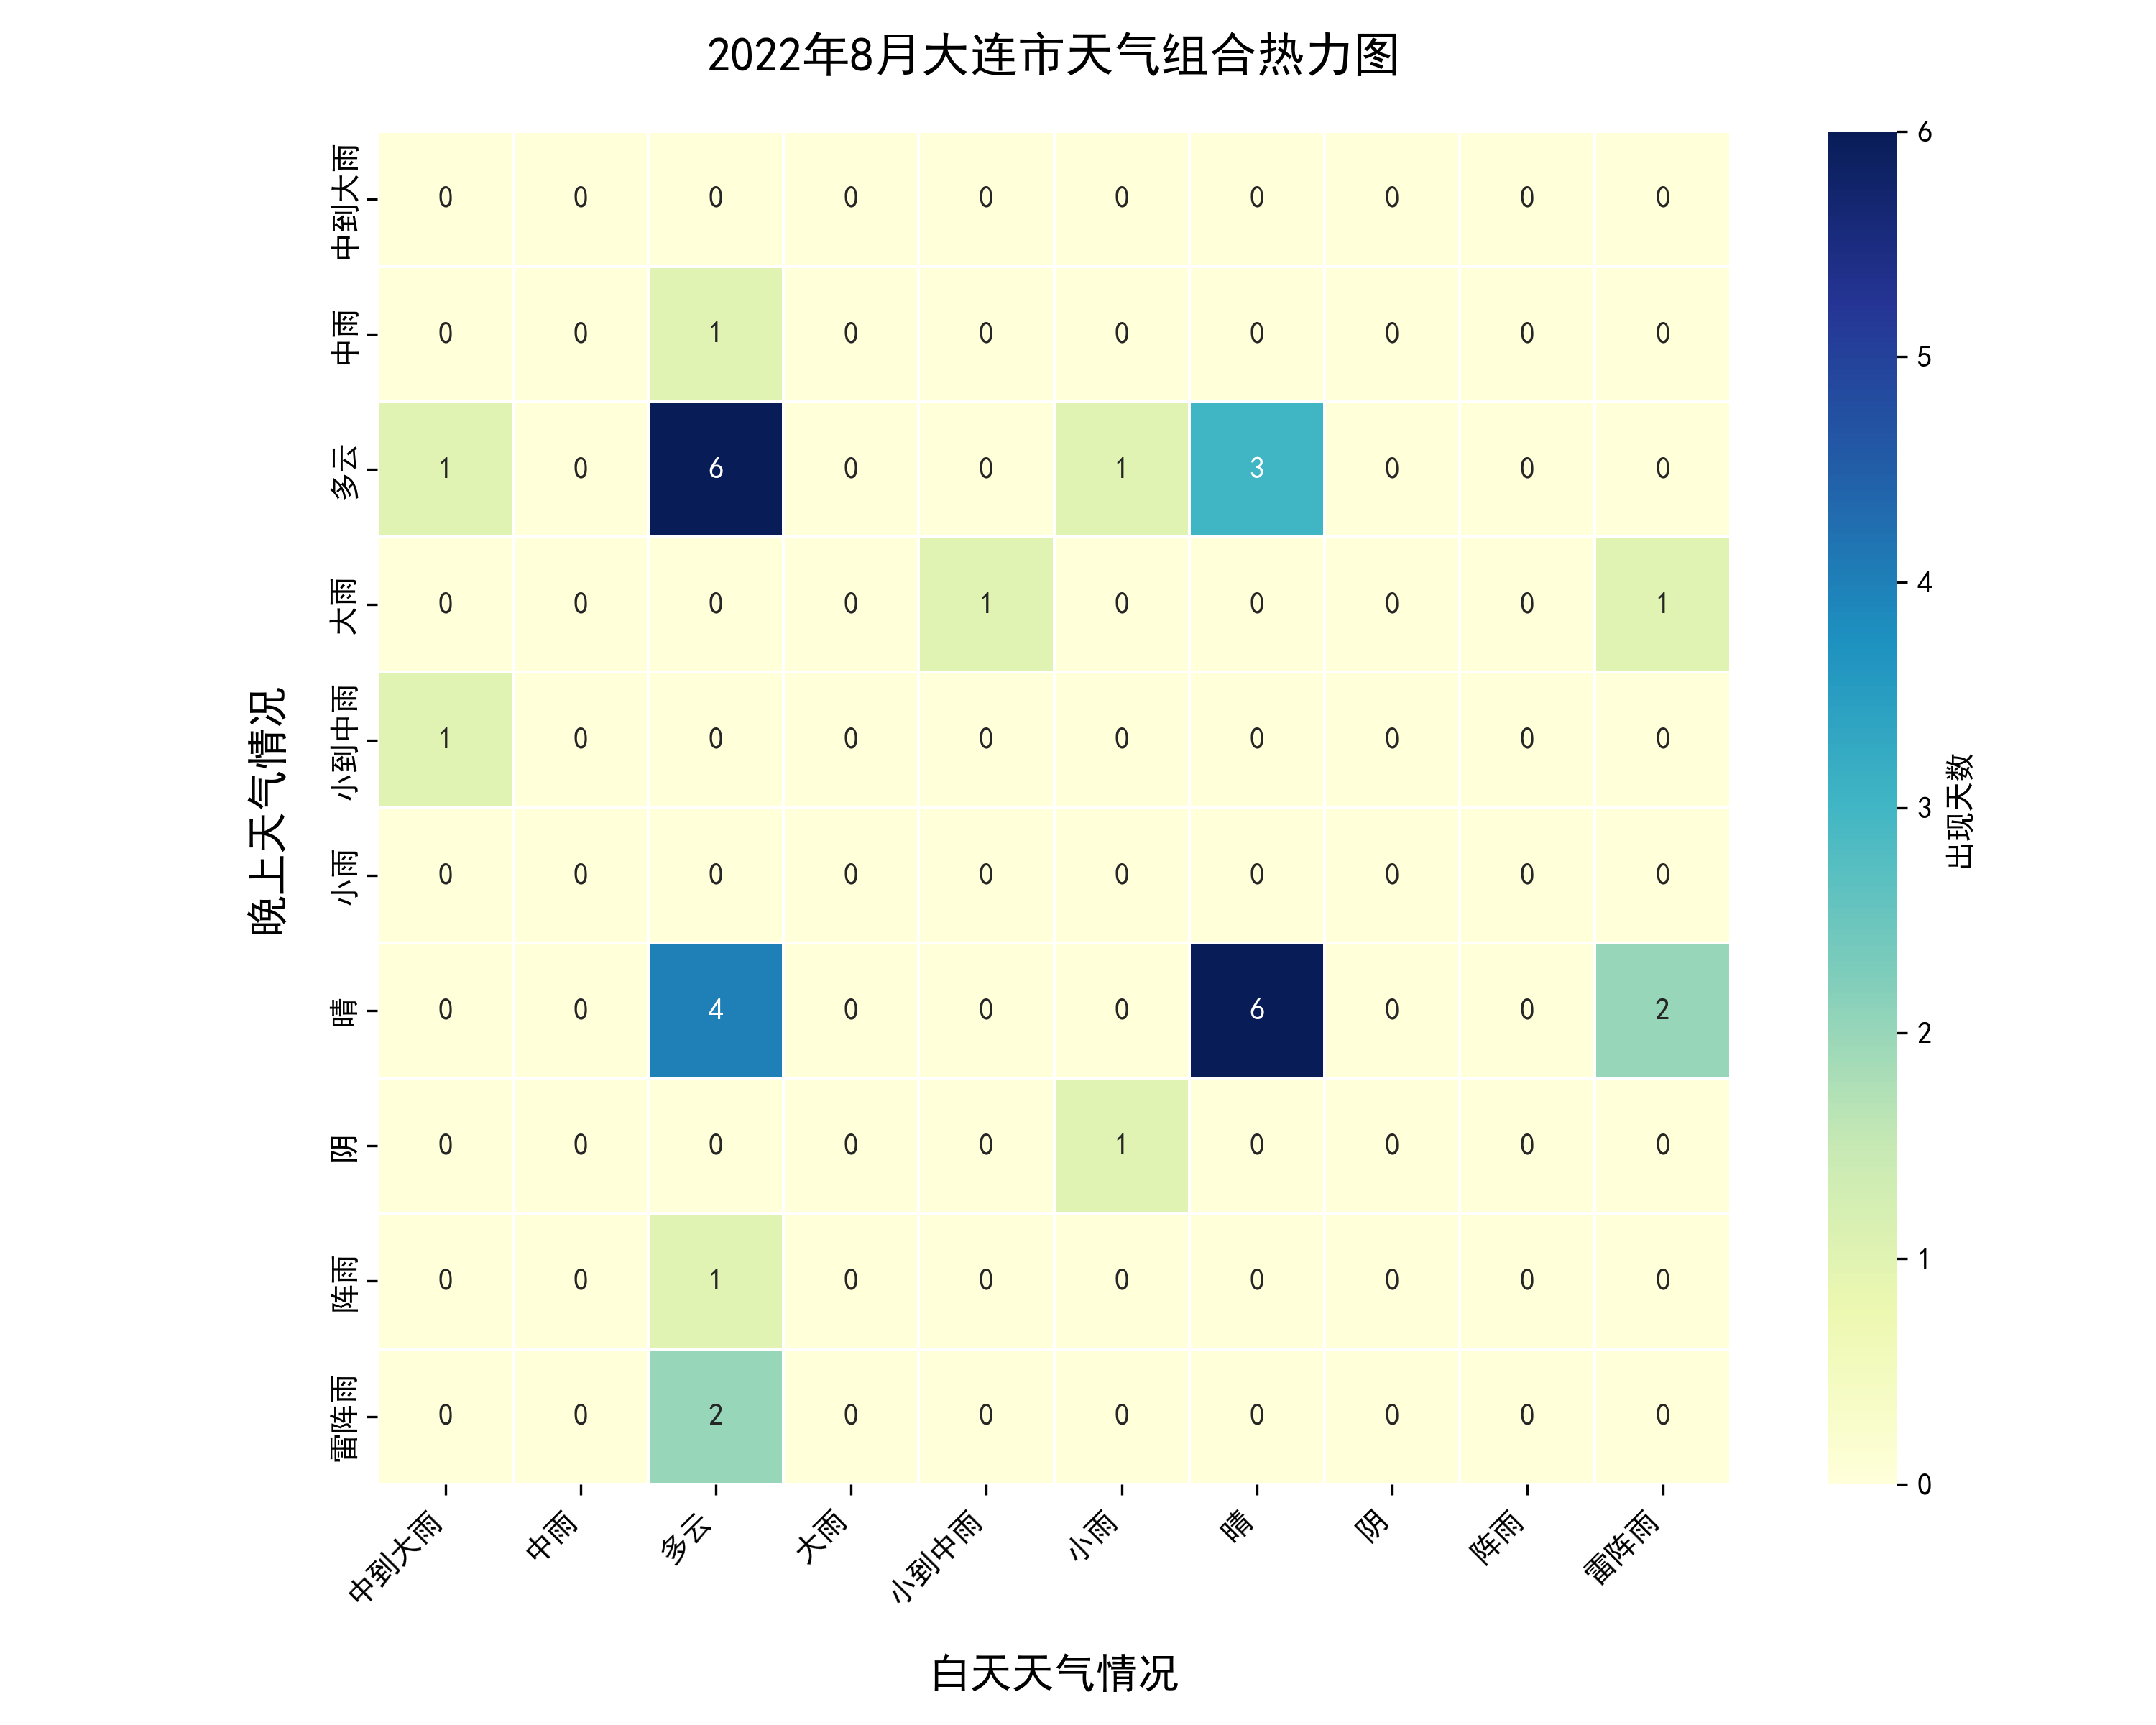 2022年8月大连市天气组合热力图
中到大雨 0 0 0 0 0 0 0 0 0 0
中雨 0 0 1 0 0 0 0 0 0 0
多云 1 0 6 0 0 1 3 0 0 0
大雨 0 0 0 0 1 0 0 0 0 1
小到中雨 1 0 0 0 0 0 0 0 0 0
小雨 0 0 0 0 0 0 0 0 0 0
晴 0 0 4 0 0 0 6 0 0 2
阴 0 0 0 0 0 1 0 0 0 0
阵雨 0 0 1 0 0 0 0 0 0 0
雷阵雨 0 0 2 0 0 0 0 0 0 0
晚上天气情况
中到大雨 中雨 多云 大雨 小到中雨 小雨 晴 阴 阵雨 雷阵雨
白天天气情况
6
5
4
3
2
1
0
出现天数